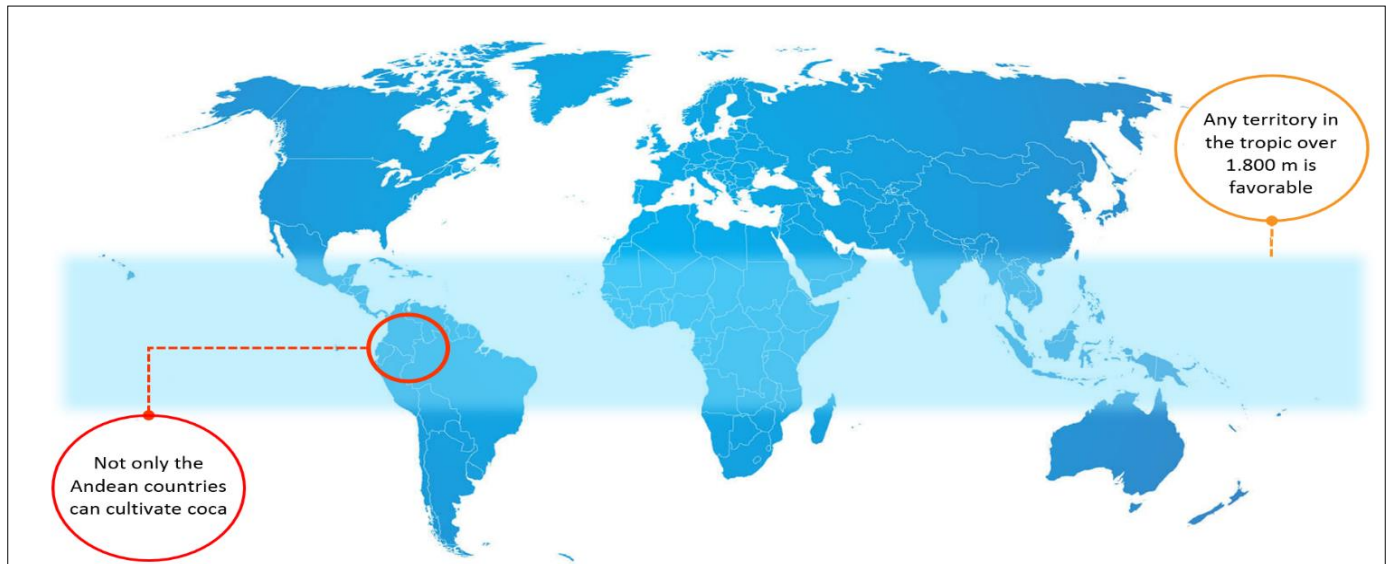 Any territory in
the tropic over
1.800 m is
favorable
Not only the
Andean countries
can cultivate coca